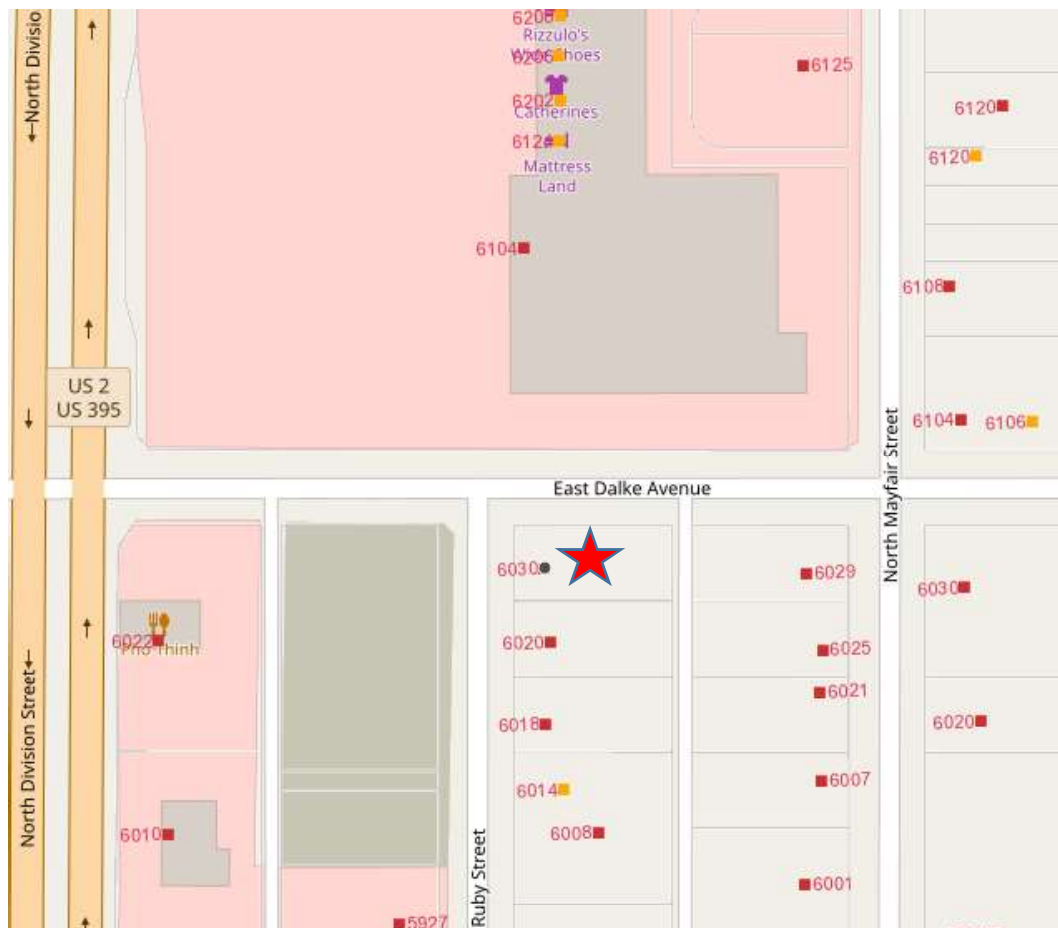 ←North Divisio
6208
Rizzulo's
6206
6202
Catherines
Mattress
Land
6125
6120
6120
6104
6108
US 2
US 395
6104
6106
North Mayfair Street
East Dalke Avenue
6030
6029
6030
6022
Pho Thinh
6020
6025
6021
6018
6020
North Division Street→
6014
6007
6010
6008
Ruby Street
6001
5927